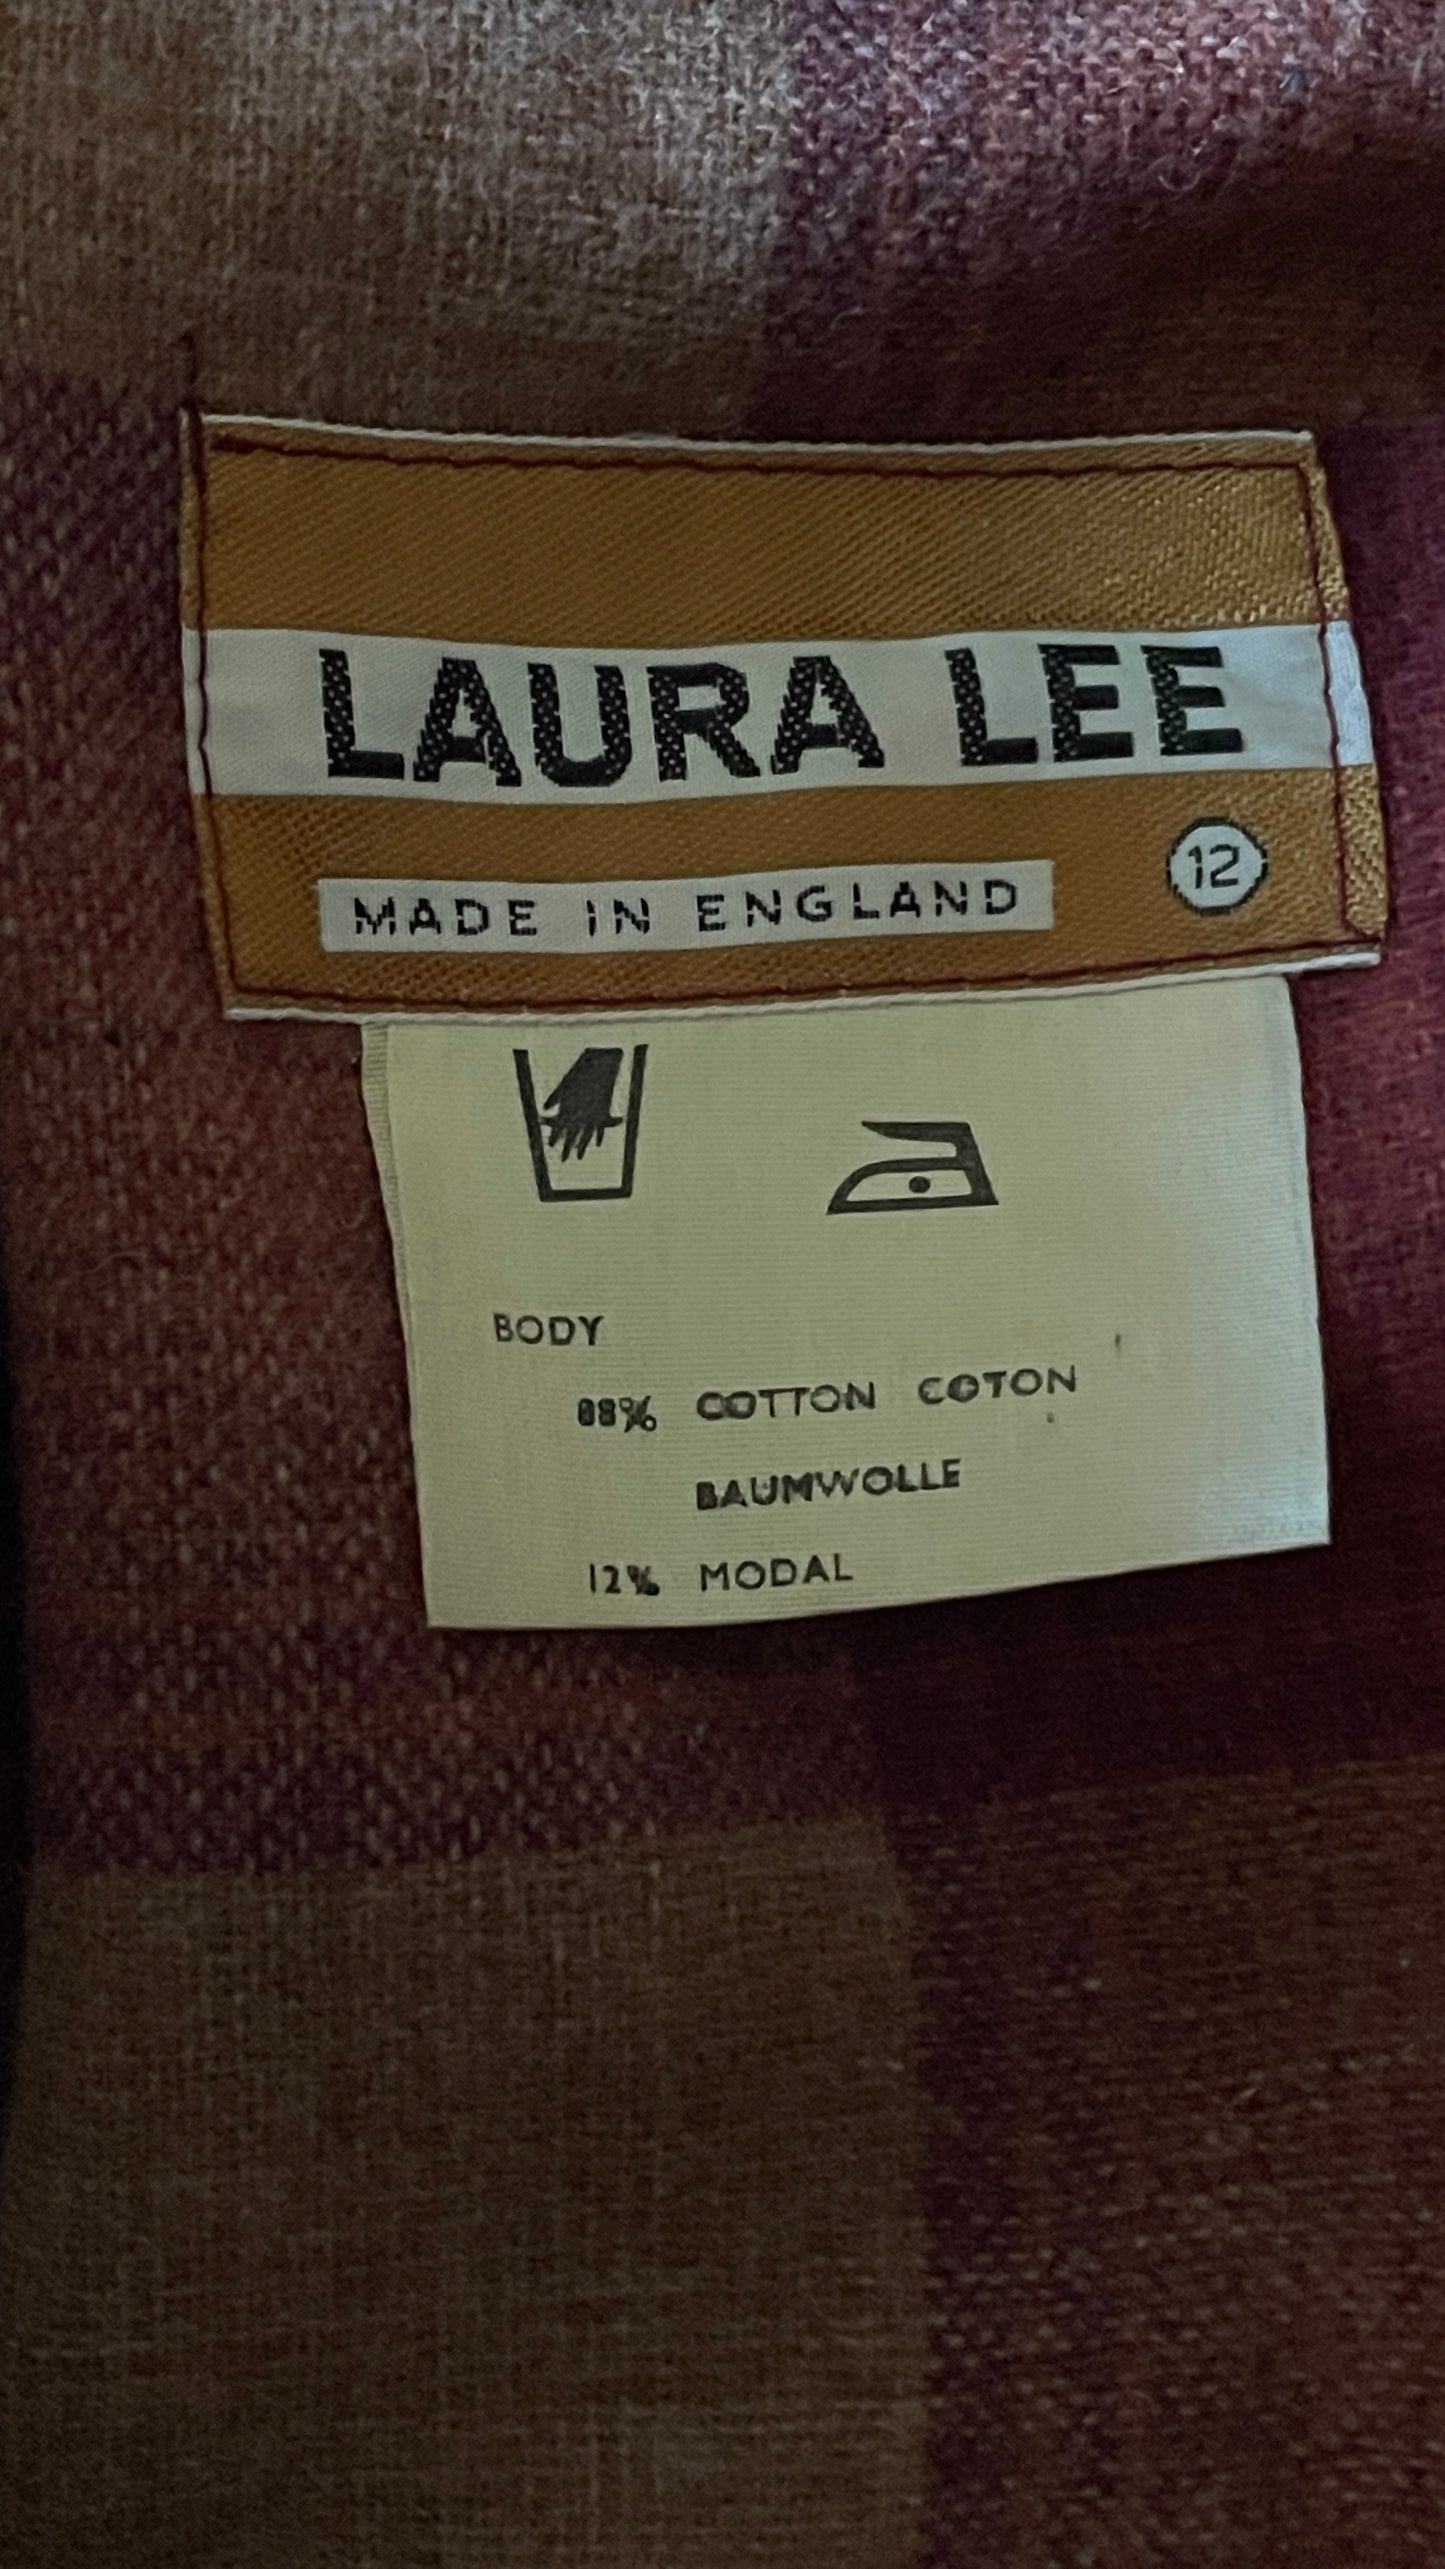 LAURA LEE
MADE IN ENGLAND
12
BODY
88% COTTON COTON
BAUMWOLLE
12% MODAL